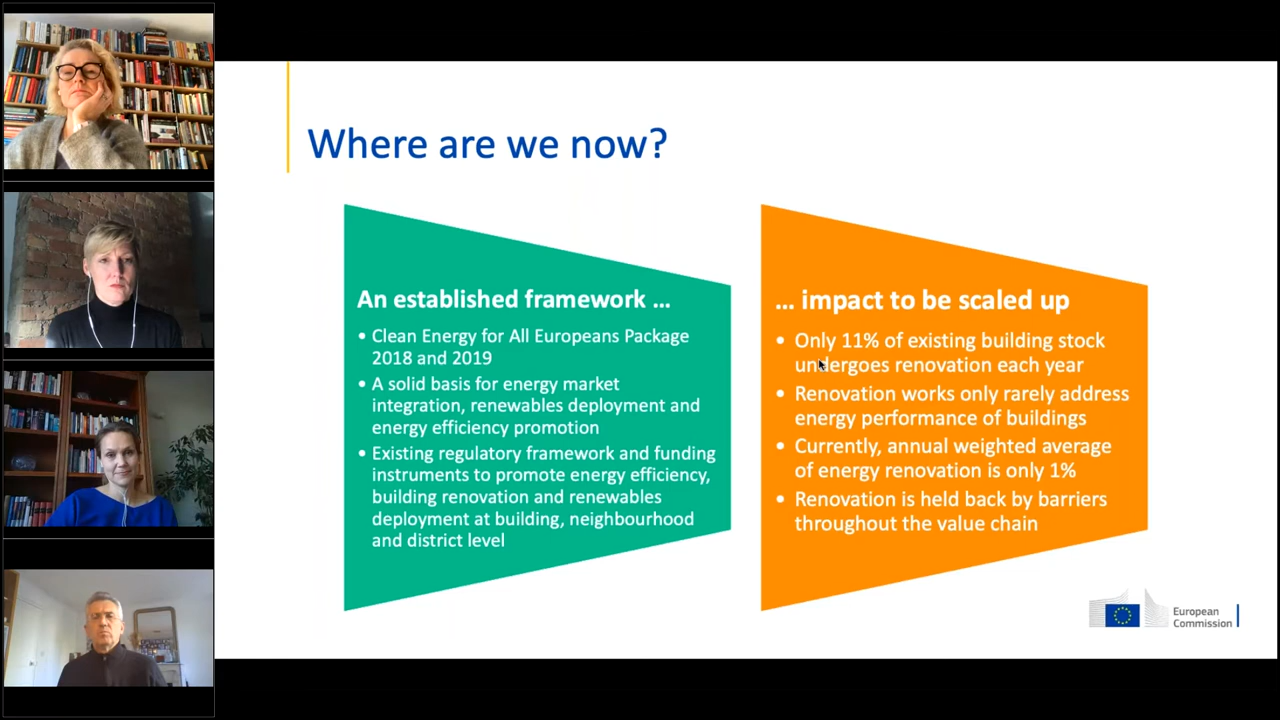 Where are we now?
An established framework …
• Clean Energy for All Europeans Package
2018 and 2019
• A solid basis for energy market
integration, renewables deployment and
energy efficiency promotion
• Existing regulatory framework and funding
instruments to promote energy efficiency,
building renovation and renewables
deployment at building, neighbourhood
and district level
… impact to be scaled up
• Only 11% of existing building stock
undergoes renovation each year
• Renovation works only rarely address
energy performance of buildings
• Currently, annual weighted average
of energy renovation is only 1%
• Renovation is held back by barriers
throughout the value chain
European
Commission